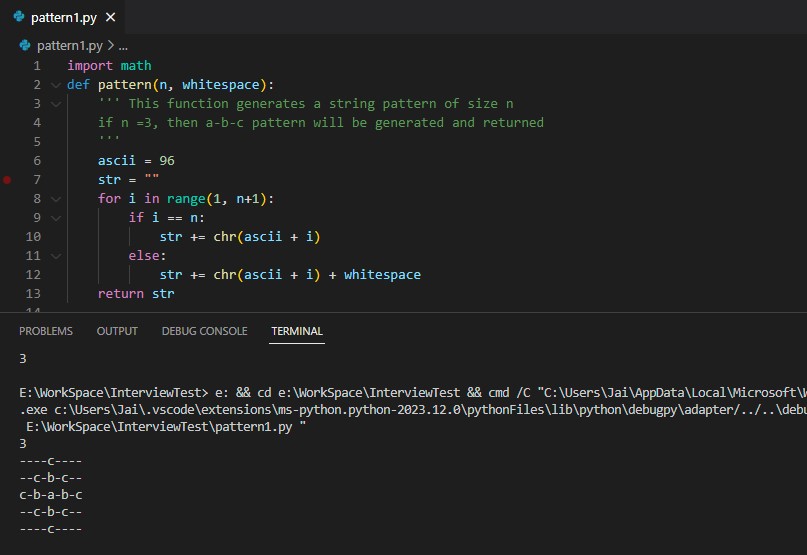 pattern1.py ×
pattern1.py > ...
1 import math
2 def pattern(n, whitespace):
3     ''' This function generates a string pattern of size n
4     if n =3, then a-b-c pattern will be generated and returned
5     '''
6     ascii = 96
7     str = ""
8     for i in range(1, n+1):
9         if i == n:
10             str += chr(ascii + i)
11         else:
12             str += chr(ascii + i) + whitespace
13     return str
14
PROBLEMS OUTPUT DEBUG CONSOLE TERMINAL
3
E:\WorkSpace\InterviewTest> e: && cd e:\WorkSpace\InterviewTest && cmd /C "C:\Users\Jai\AppData\Local\Microsoft\W
.exe c:\Users\Jai\.vscode\extensions\ms-python.python-2023.12.0\pythonFiles\lib\python\debugpy\adapter/../..\debu
 E:\WorkSpace\InterviewTest\pattern1.py "
3
----c----
--c-b-c--
c-b-a-b-c
--c-b-c--
----c----